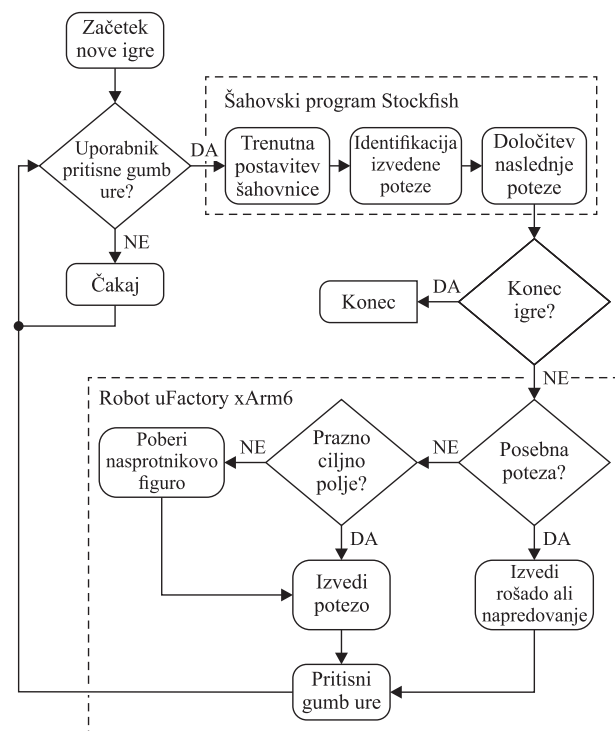 Začetek
nove igre
Uporabnik
pritisne gumb
ure?
DA
NE
Čakaj
Šahovski program Stockfish
Trenutna
postavitev
šahovnice
Identifikacija
izvedene
poteze
Določitev
naslednje
poteze
Konec
igre?
DA
Konec
NE
Robot uFactory xArm6
Posebna
poteza?
NE
Prazno
ciljno
polje?
NE
Poberi
nasprotnikovo
figuro
DA
Izvedi
potezo
DA
Izvedi
rošado ali
napredovanje
Pritisni
gumb ure